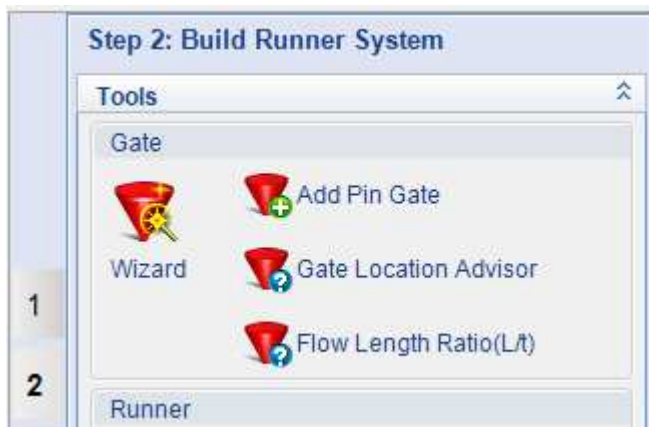 Step 2: Build Runner System
Tools
Gate
Wizard
Add Pin Gate
Gate Location Advisor
Flow Length Ratio(L/t)
1
2
Runner